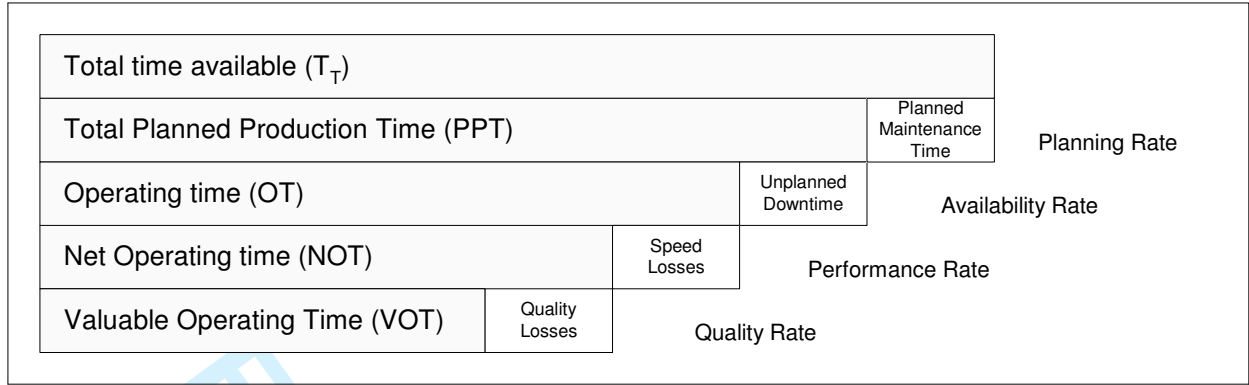 Total time available (T_T)
Total Planned Production Time (PPT)
Planned
Maintenance
Time
Planning Rate
Operating time (OT)
Unplanned
Downtime
Availability Rate
Net Operating time (NOT)
Speed
Losses
Performance Rate
Valuable Operating Time (VOT)
Quality
Losses
Quality Rate